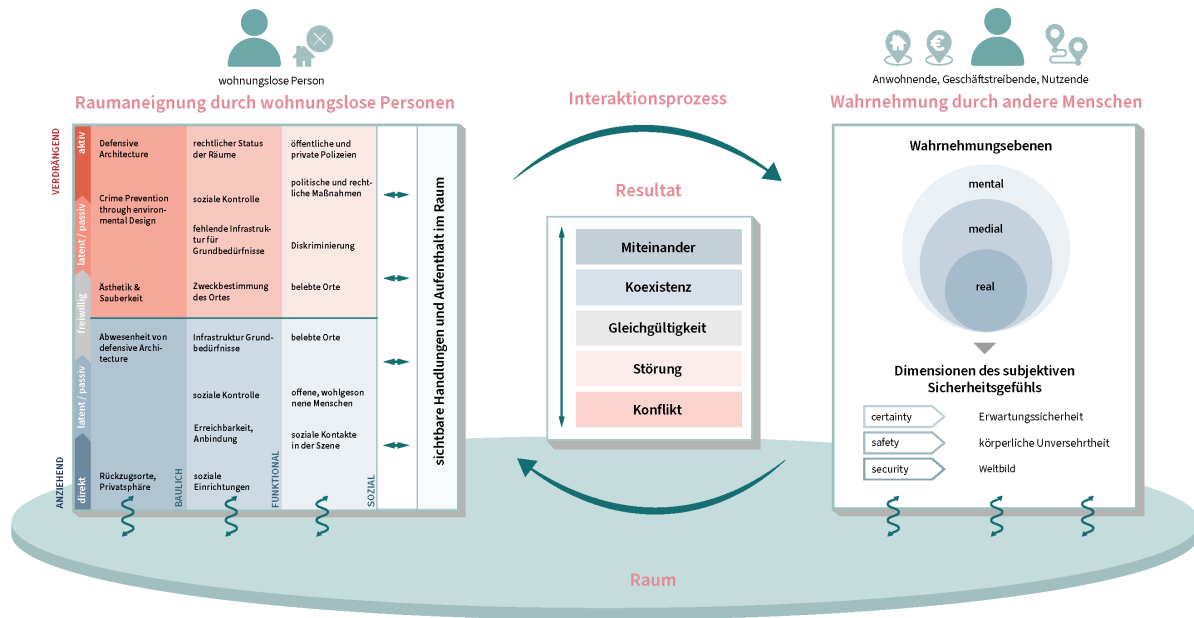 wohnungslose Person
Raumaneignung durch wohnungslose Personen
VERDRÄNGEND
ANZIEHEND
aktiv
latent / passiv
freiwillig
latent / passiv
direkt
Defensive
Architecture
Crime Prevention
through environ-
mental Design
Ästhetik &
Sauberkeit
Abwesenheit von
defensive Archi-
tecture
Rückzugsorte,
Privatsphäre
BAULICH
rechtlicher Status
der Räume
soziale Kontrolle
fehlende Infrastruk-
tur für
Grundbedürfnisse
Zweckbestimmung
des Ortes
Infrastruktur Grund-
bedürfnisse
soziale Kontrolle
Erreichbarkeit,
Anbindung
soziale
Einrichtungen
FUNKTIONAL
öffentliche und
private Polizeien
politische und recht-
liche Maßnahmen
Diskriminierung
belebte Orte
belebte Orte
offene, wohlgeson
nene Menschen
soziale Kontakte
in der Szene
SOZIAL
sichtbare Handlungen und Aufenthalt im Raum
Interaktionsprozess
Resultat
Miteinander
Koexistenz
Gleichgültigkeit
Störung
Konflikt
Anwohnende, Geschäftstreibende, Nutzende
Wahrnehmung durch andere Menschen
Wahrnehmungsebenen
mental
medial
real
Dimensionen des subjektiven
Sicherheitsgefühls
certainty Erwartungssicherheit
safety körperliche Unversehrtheit
security Weltbild
Raum